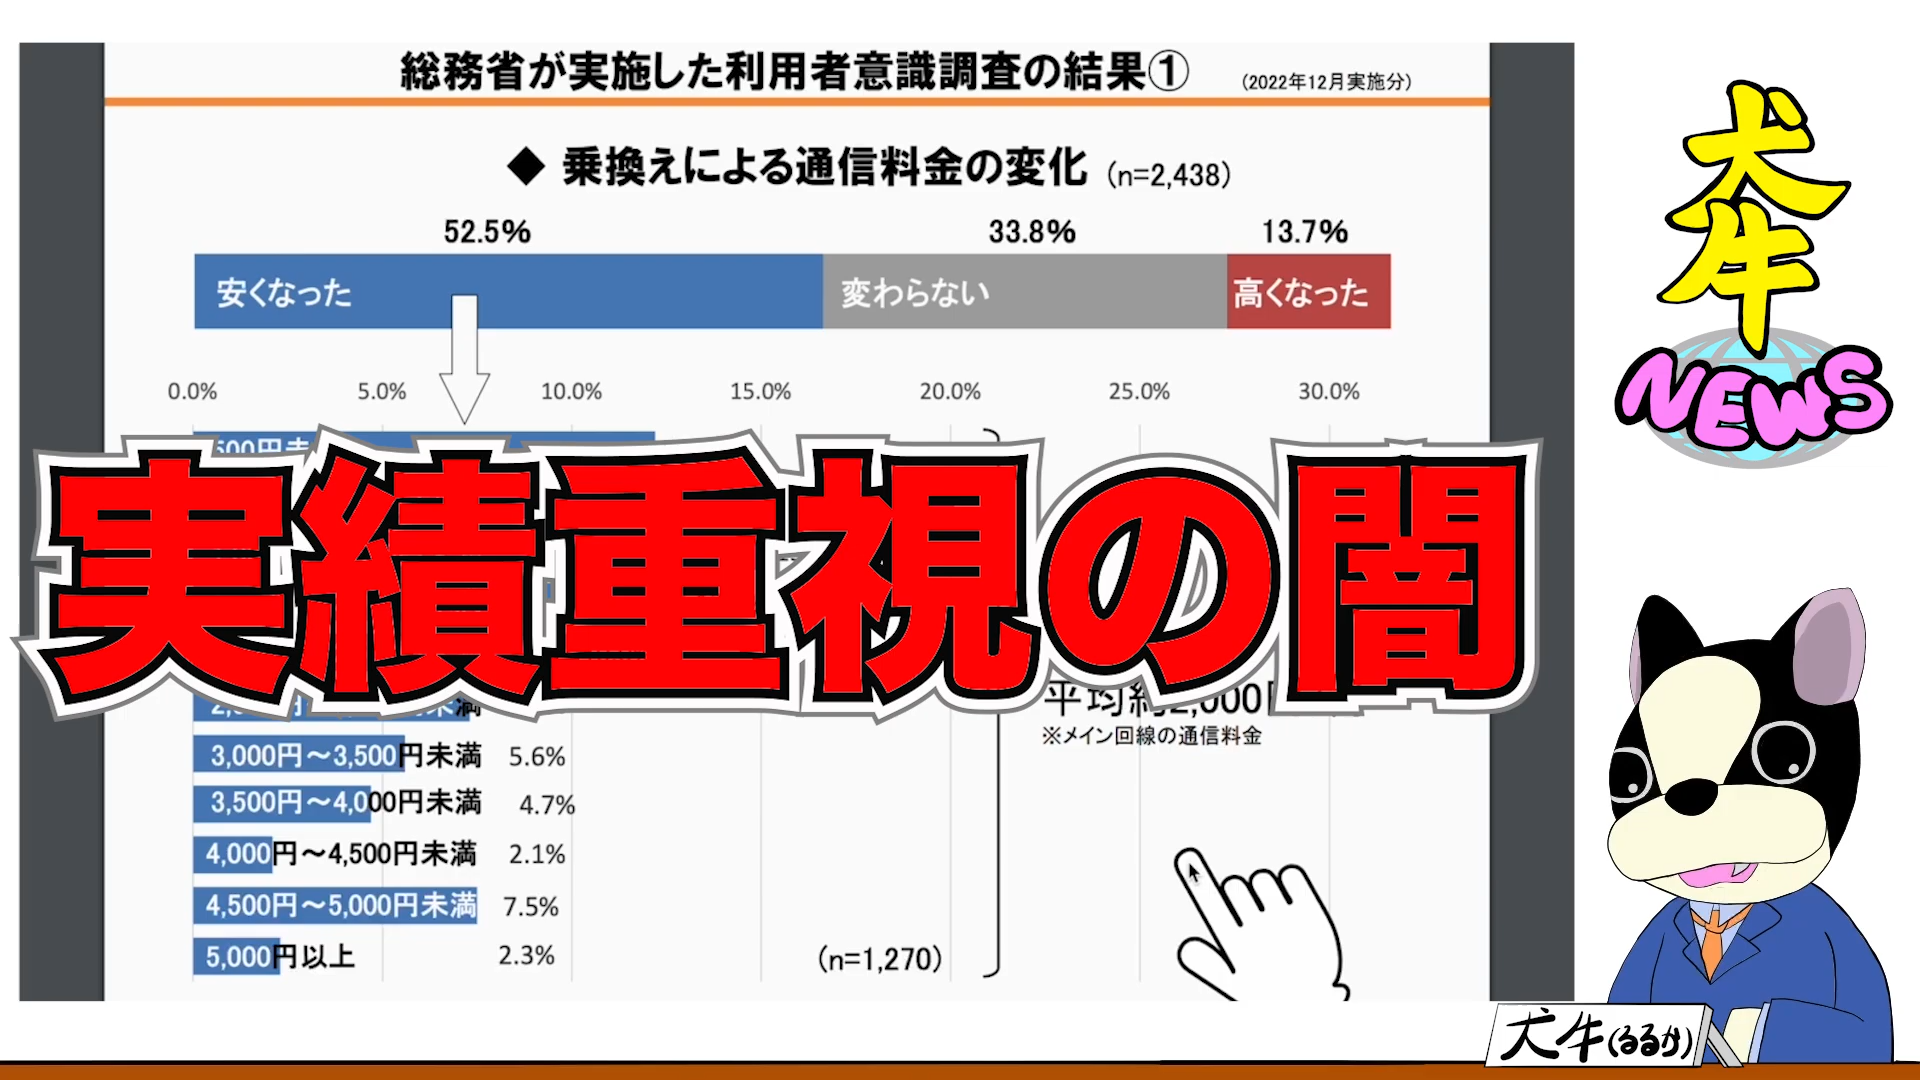 総務省が実施した利用者意識調査の結果① (2022年12月実施分)
◆ 乗換えによる通信料金の変化 (n=2,438)
52.5% 33.8% 13.7%
安くなった 変わらない 高くなった
0.0% 5.0% 10.0% 15.0% 20.0% 25.0% 30.0%
実績重視の闇
※メイン回線の通信料金
3,000円～3,500円未満 5.6%
3,500円～4,000円未満 4.7%
4,000円～4,500円未満 2.1%
4,500円～5,000円未満 7.5%
5,000円以上 2.3%
(n=1,270)
犬牛
NEWS
犬牛(るるか)